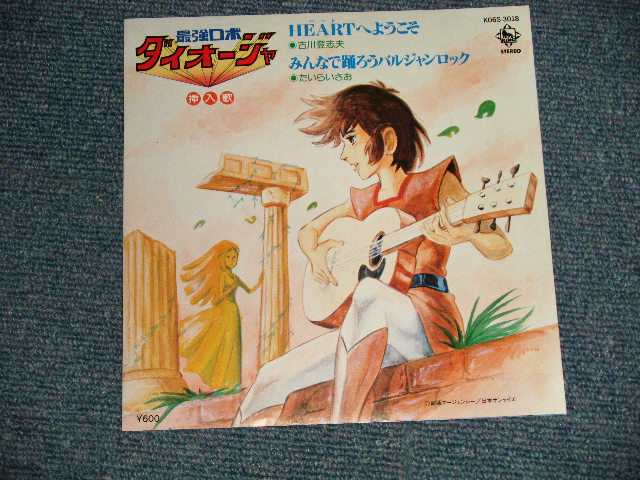 最強ロボ
ダイオージャ
挿入歌
HEARTへようこそ
●古川登志夫
みんなで踊ろうバルジャンロック
●たいらいさお
K06S-3018
STEREO
¥600